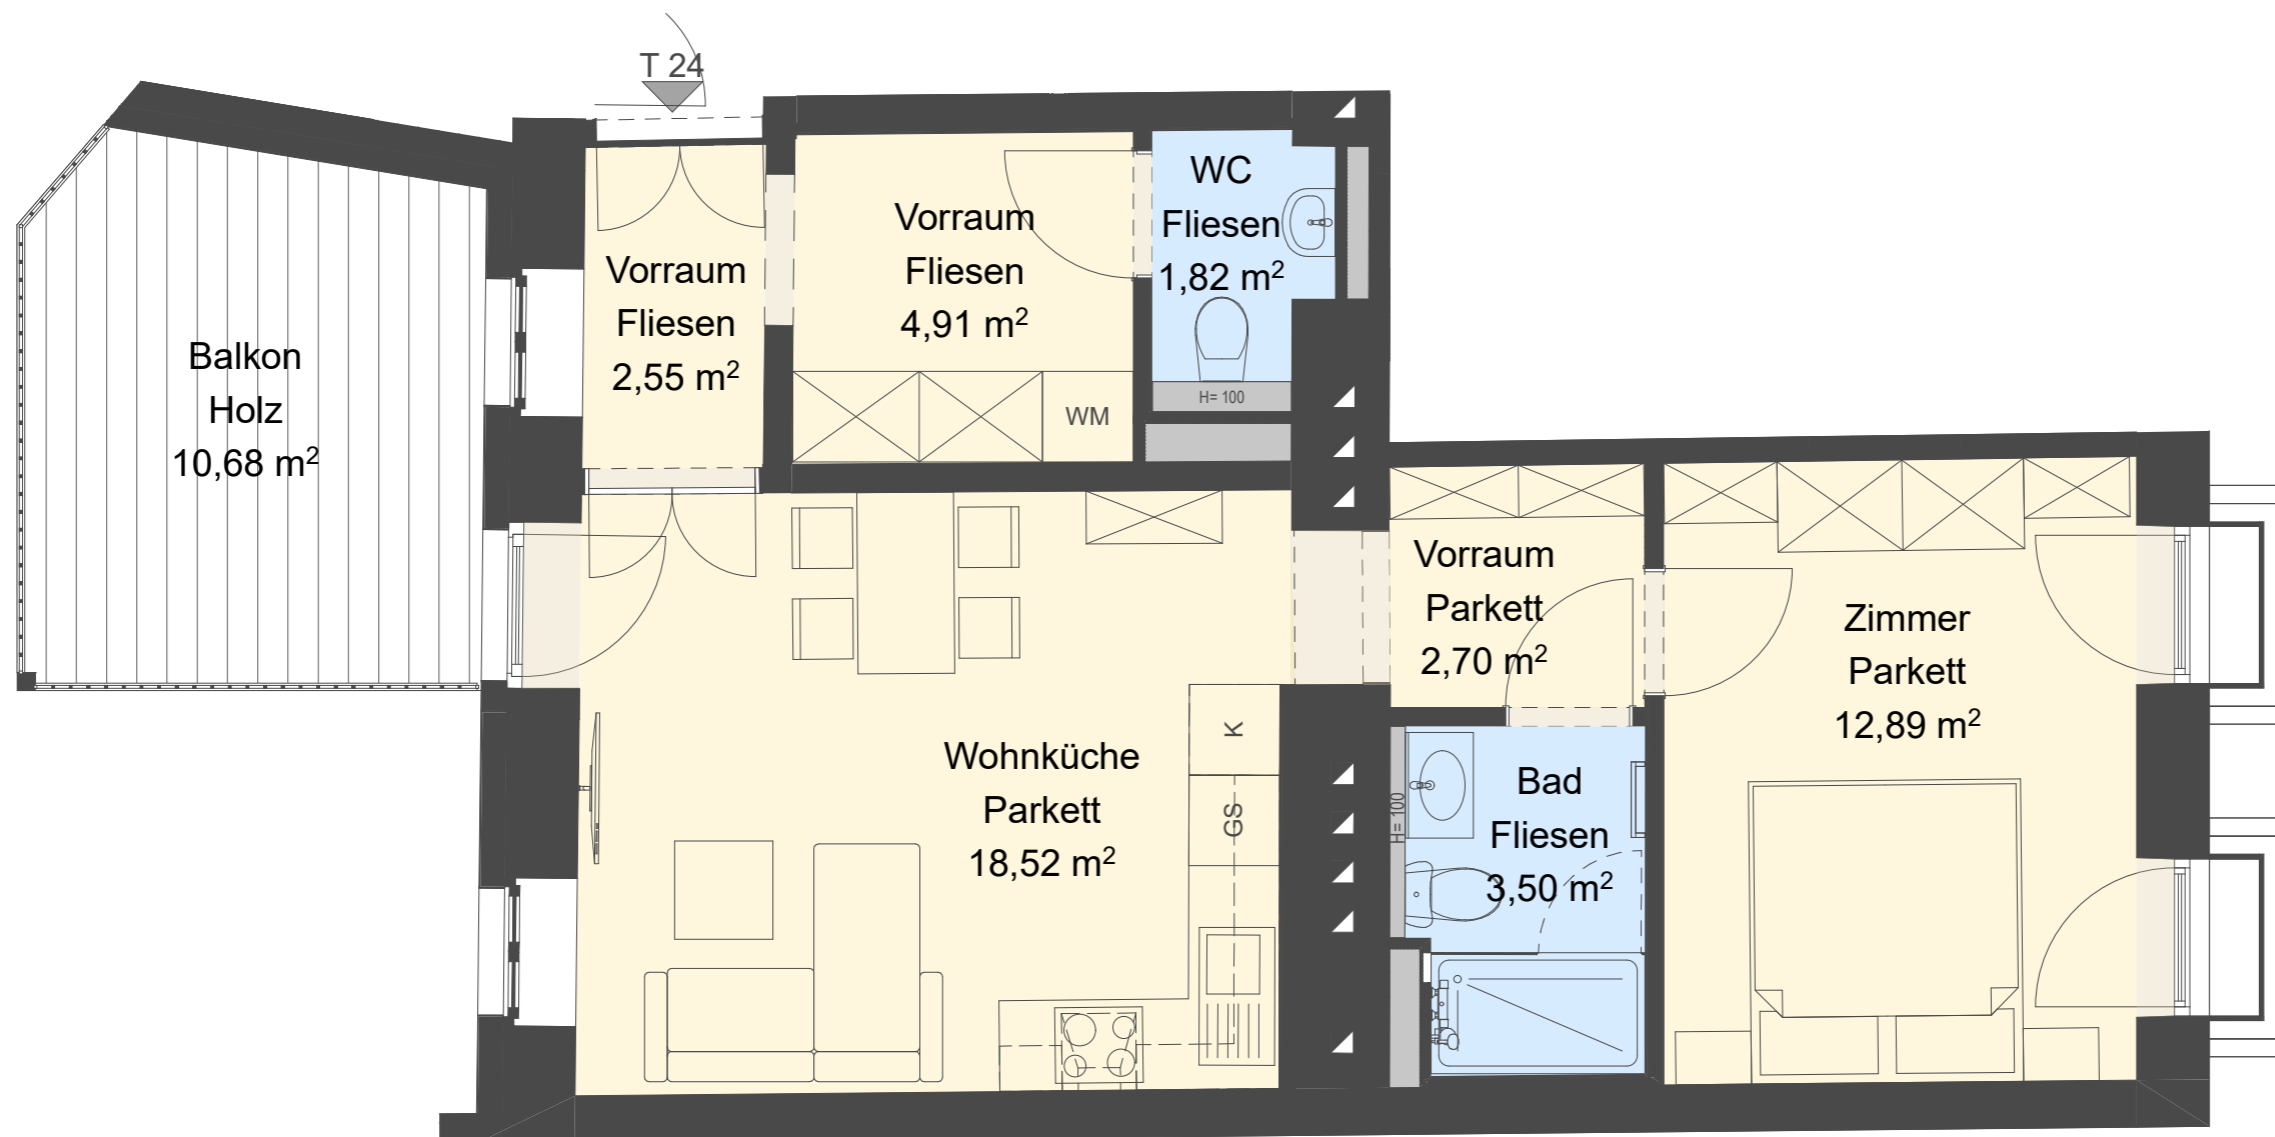 T 24
Balkon
Holz
10,68 m²
Vorraum
Fliesen
2,55 m²
Vorraum
Fliesen
4,91 m²
WM
WC
Fliesen
1,82 m²
H= 100
Wohnküche
Parkett
18,52 m²
K
GS
Vorraum
Parkett
2,70 m²
H= 100
Bad
Fliesen
3,50 m²
Zimmer
Parkett
12,89 m²